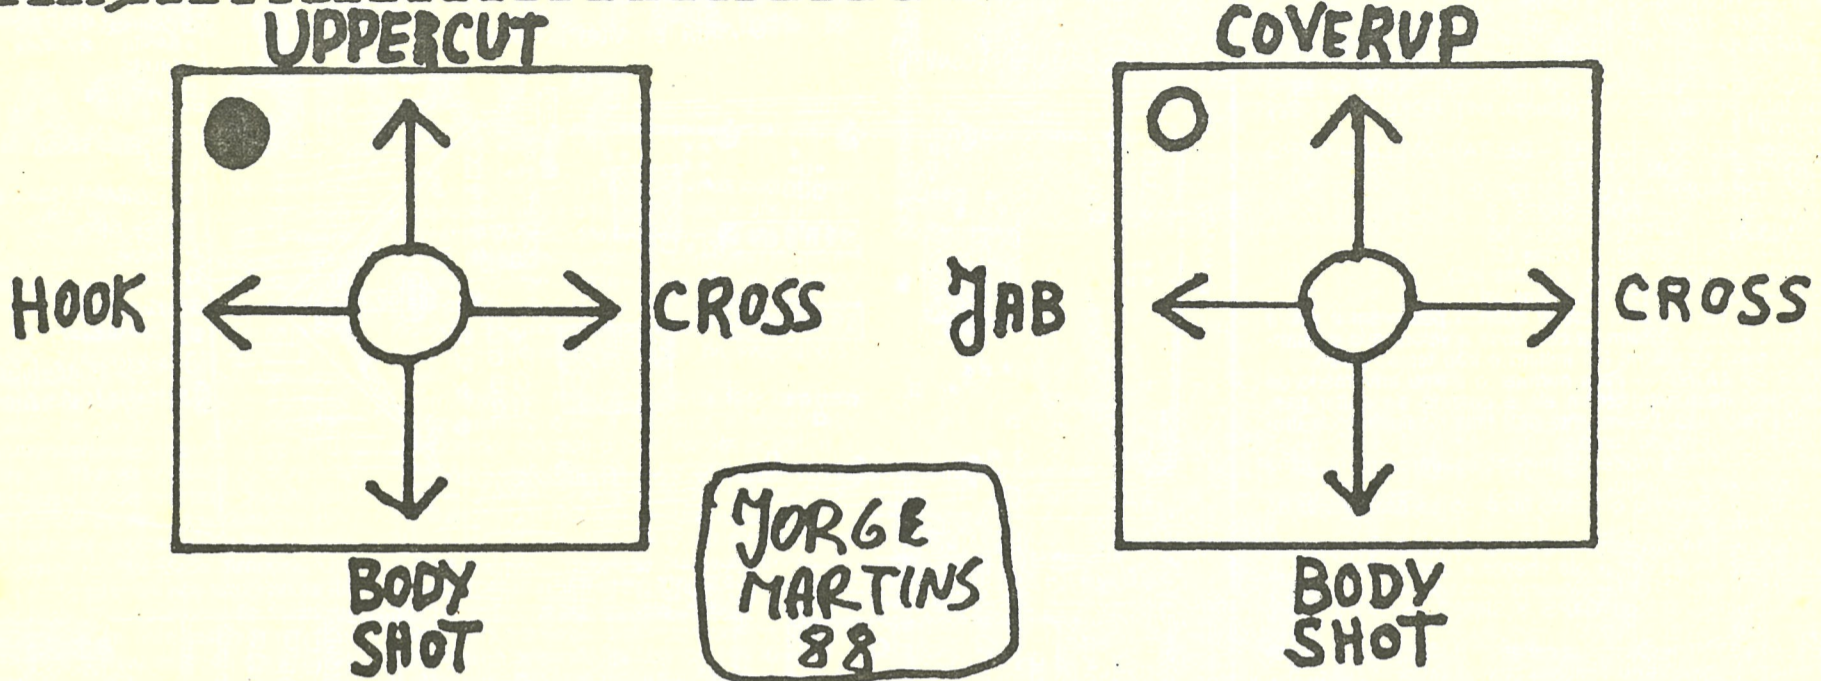 UPPERCUT
HOOK
CROSS
BODY
SHOT
COVERUP
JAB
CROSS
BODY
SHOT
JORGE
MARTINS
88